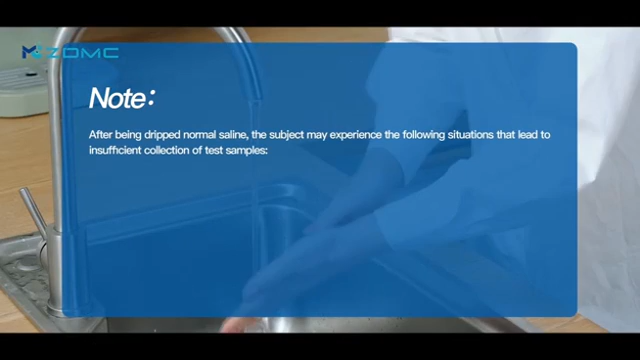 MZDMC
Note:
After being dripped normal saline, the subject may experience the following situations that lead to
insufficient collection of test samples: